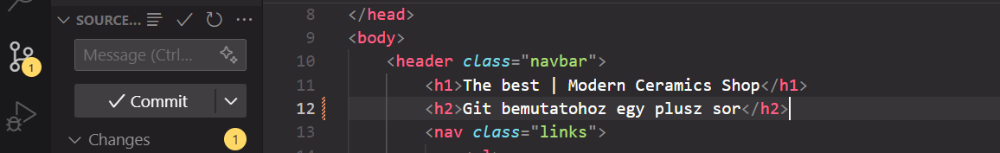 SOURCE...
Message (Ctrl...
1
Commit
Changes
1
8 </head>
9 <body>
10 <header class="navbar">
11 <h1>The best | Modern Ceramics Shop</h1>
12 <h2>Git bemutatohoz egy plusz sor</h2>
13 <nav class="links">